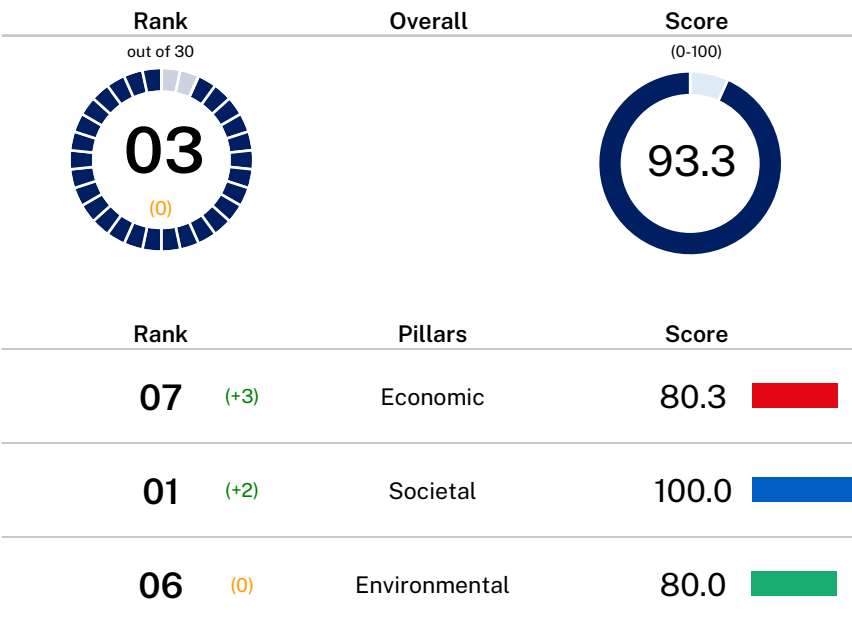 Rank Overall Score
out of 30 (0-100)
03 93.3
(0)
Rank Pillars Score
07 (+3) Economic 80.3
01 (+2) Societal 100.0
06 (0) Environmental 80.0